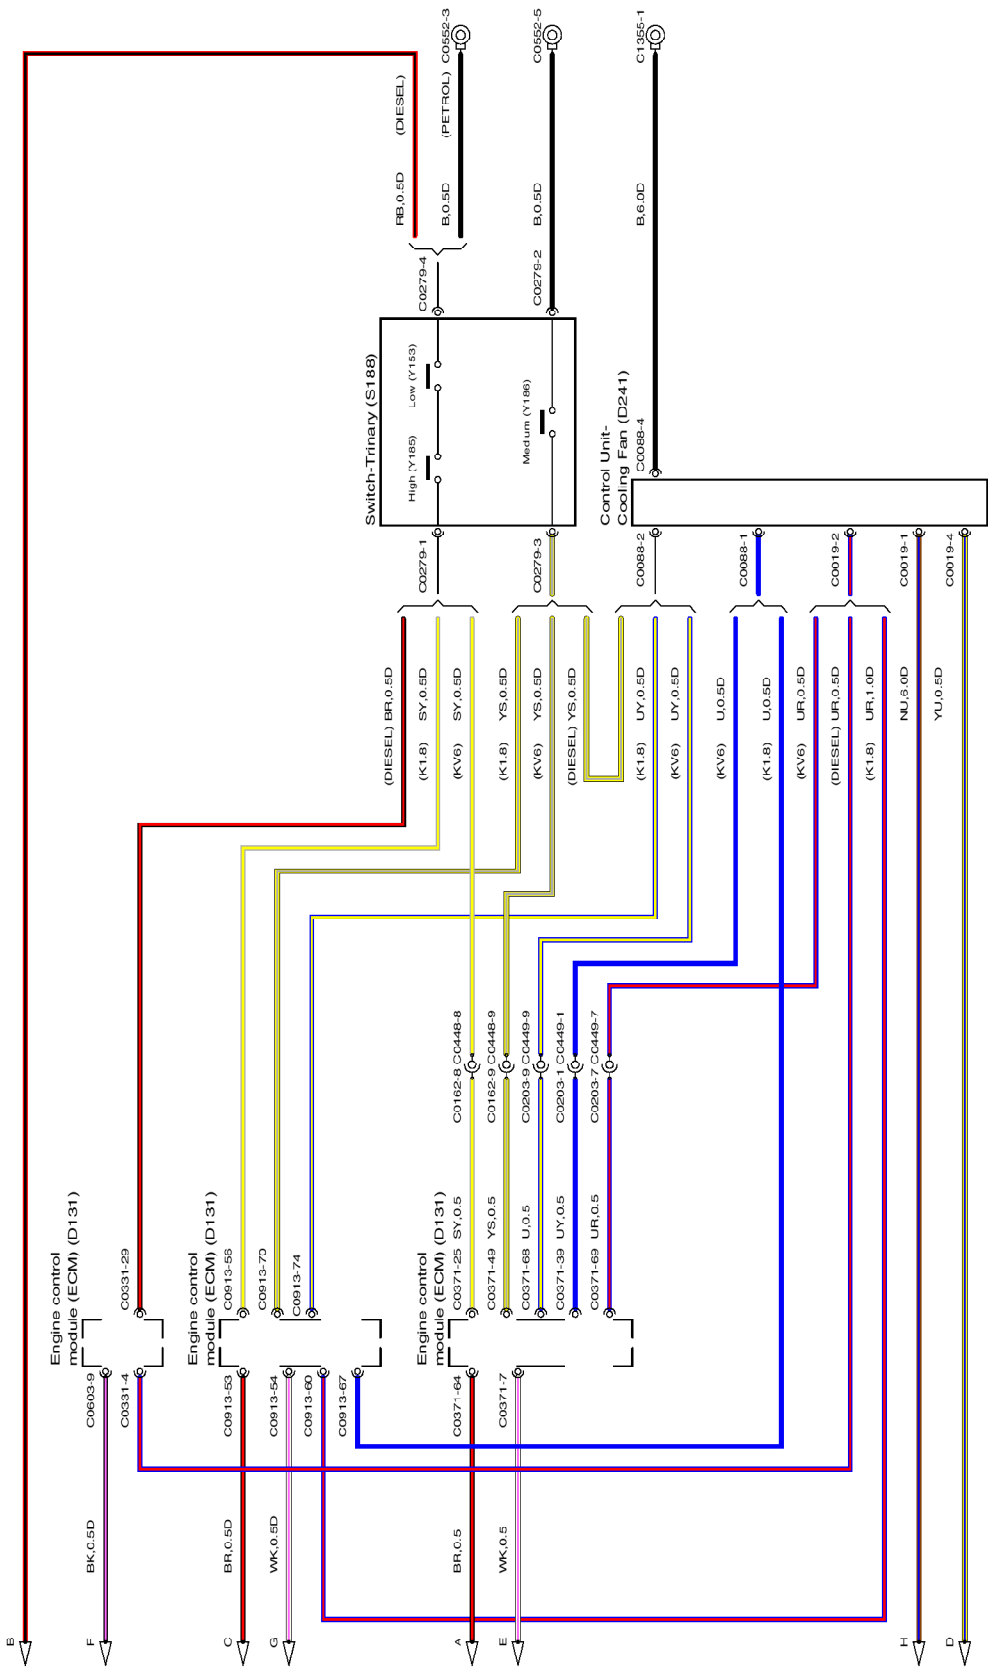 C0552-3
C0552-5
C1355-1
(DIESEL)
(PETROL)
RB,0.5D
B,0.5D
B,0.5D
B,6.0D
C0279-4
C0279-2
Switch-Trinary (S188)
Low (Y153)
High (Y185)
Medium (Y186)
Control Unit-
Cooling Fan (D241)
C0088-4
C0279-1
C0279-3
C0088-2
C0088-1
C0019-2
C0019-1
C0019-4
(DIESEL) BR,0.5D
(K1.8) SY,0.5D
(KV6) SY,0.5D
(K1.8) YS,0.5D
(KV6) YS,0.5D
(DIESEL) YS,0.5D
(K1.8) UY,0.5D
(KV6) UY,0.5D
(KV6) U,0.5D
(K1.8) U,0.5D
(KV6) UR,0.5D
(DIESEL) UR,0.5D
(K1.8) UR,1.0D
NU,6.0D
YU,0.5D
C0162-8 C0448-8
C0162-9 C0448-9
C0203-9 C0449-9
C0203-1 C0449-1
C0203-7 C0449-7
Engine control
module (ECM) (D131)
C0331-29
Engine control
module (ECM) (D131)
C0913-58
C0913-73
C0913-74
Engine control
module (ECM) (D131)
C0371-25 SY,0.5
C0371-49 YS,0.5
C0371-68 U,0.5
C0371-39 UY,0.5
C0371-69 UR,0.5
C0603-9
C0331-4
C0913-53
C0913-54
C0913-60
C0913-67
C0371-64
C0371-7
BK,0.5D
BR,0.5D
WK,0.5D
BR,0.5
WK,0.5
B
F
C
G
A
E
H
D